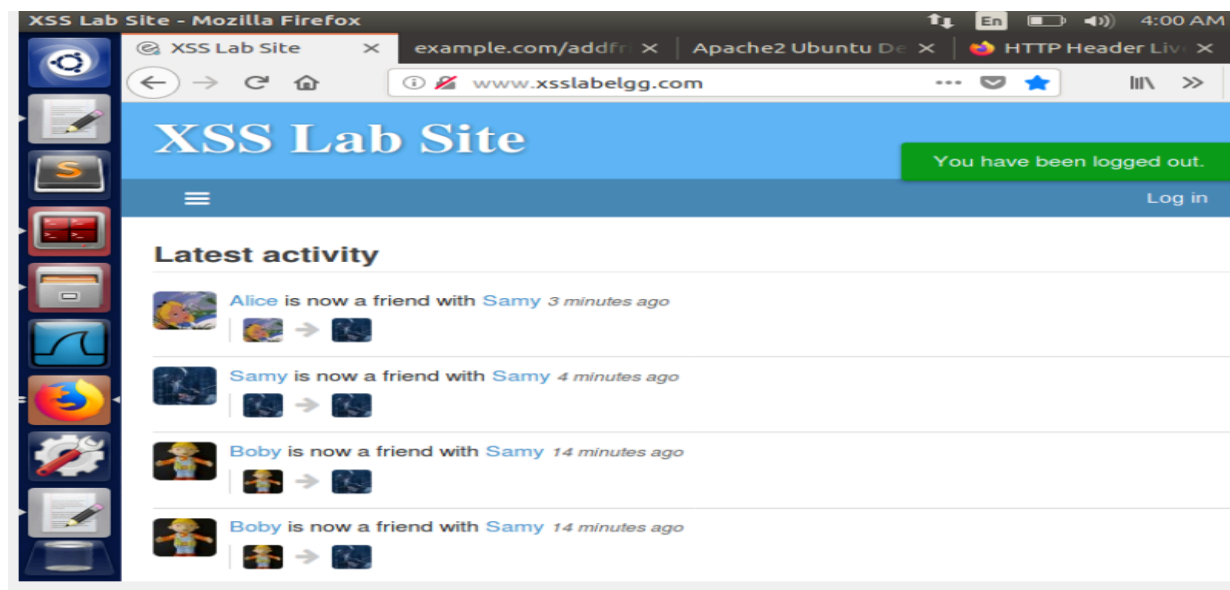 XSS Lab Site - Mozilla Firefox En 4:00 AM
XSS Lab Site example.com/addfr Apache2 Ubuntu De HTTP Header Liv
www.xsslabelgg.com
XSS Lab Site
You have been logged out.
Log in
Latest activity
Alice is now a friend with Samy 3 minutes ago
Samy is now a friend with Samy 4 minutes ago
Boby is now a friend with Samy 14 minutes ago
Boby is now a friend with Samy 14 minutes ago